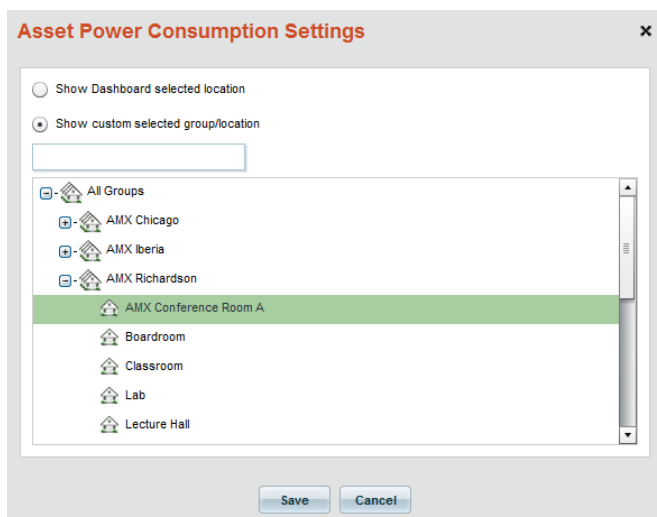 Asset Power Consumption Settings
Show Dashboard selected location
Show custom selected group/location
All Groups
AMX Chicago
AMX Iberia
AMX Richardson
AMX Conference Room A
Boardroom
Classroom
Lab
Lecture Hall
Save Cancel